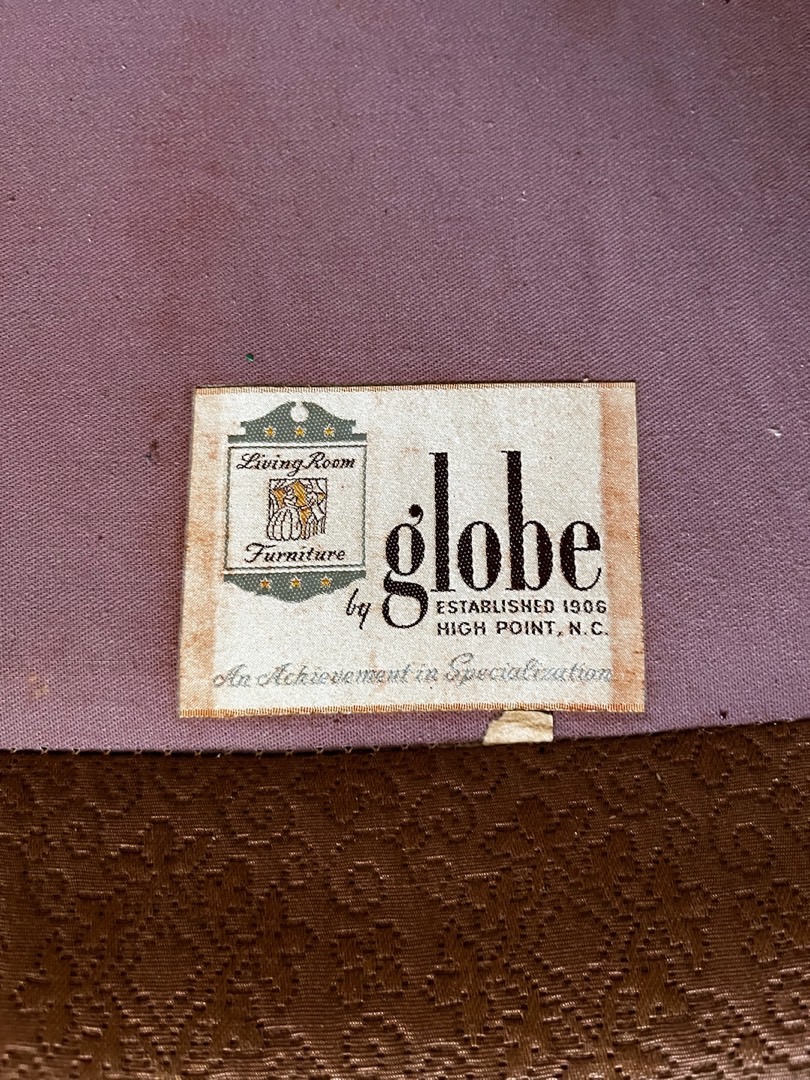 Living Room
Furniture
by globe
ESTABLISHED 1906
HIGH POINT, N.C.
An Achievement in Specialization